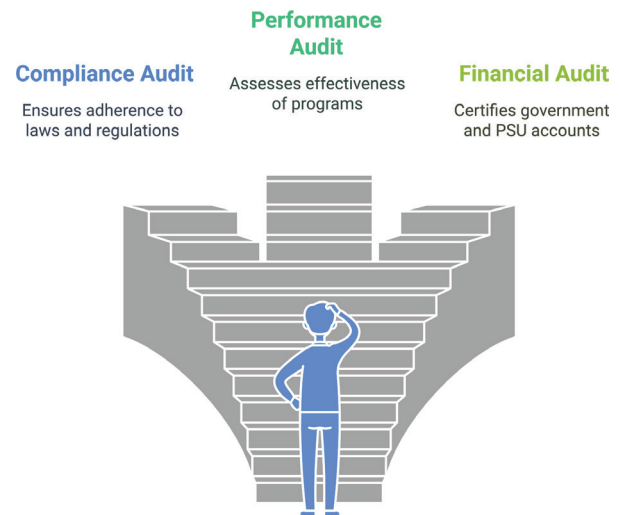 Compliance Audit
Ensures adherence to
laws and regulations
Performance
Audit
Assesses effectiveness
of programs
Financial Audit
Certifies government
and PSU accounts